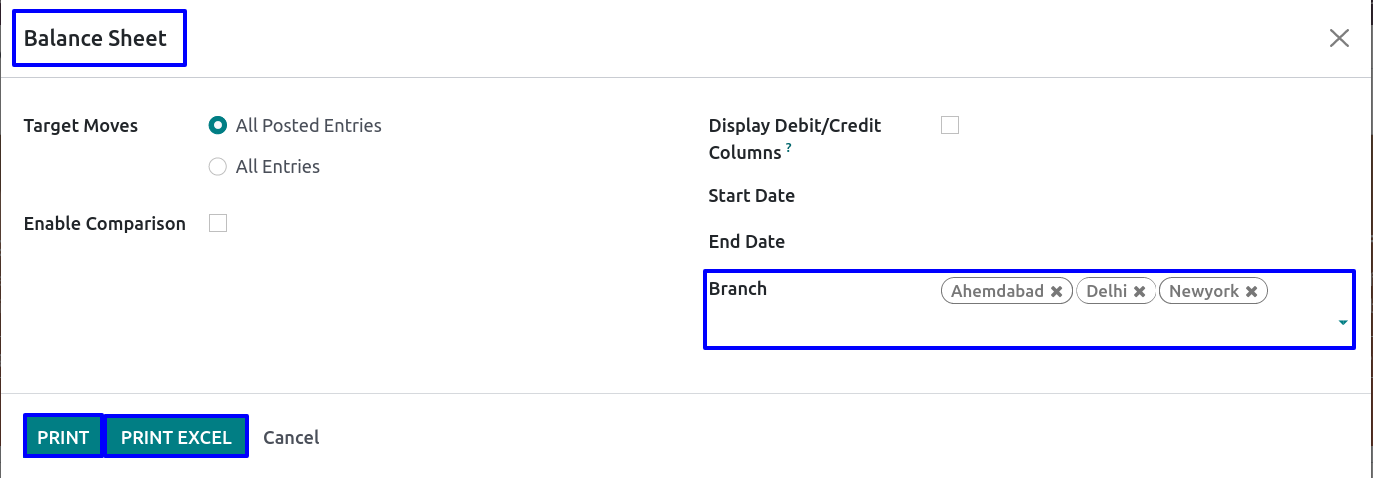 Balance Sheet
Target Moves
All Posted Entries
All Entries
Enable Comparison
Display Debit/Credit
Columns ?
Start Date
End Date
Branch
Ahemdabad ✖ Delhi ✖ Newyork ✖
PRINT PRINT EXCEL Cancel